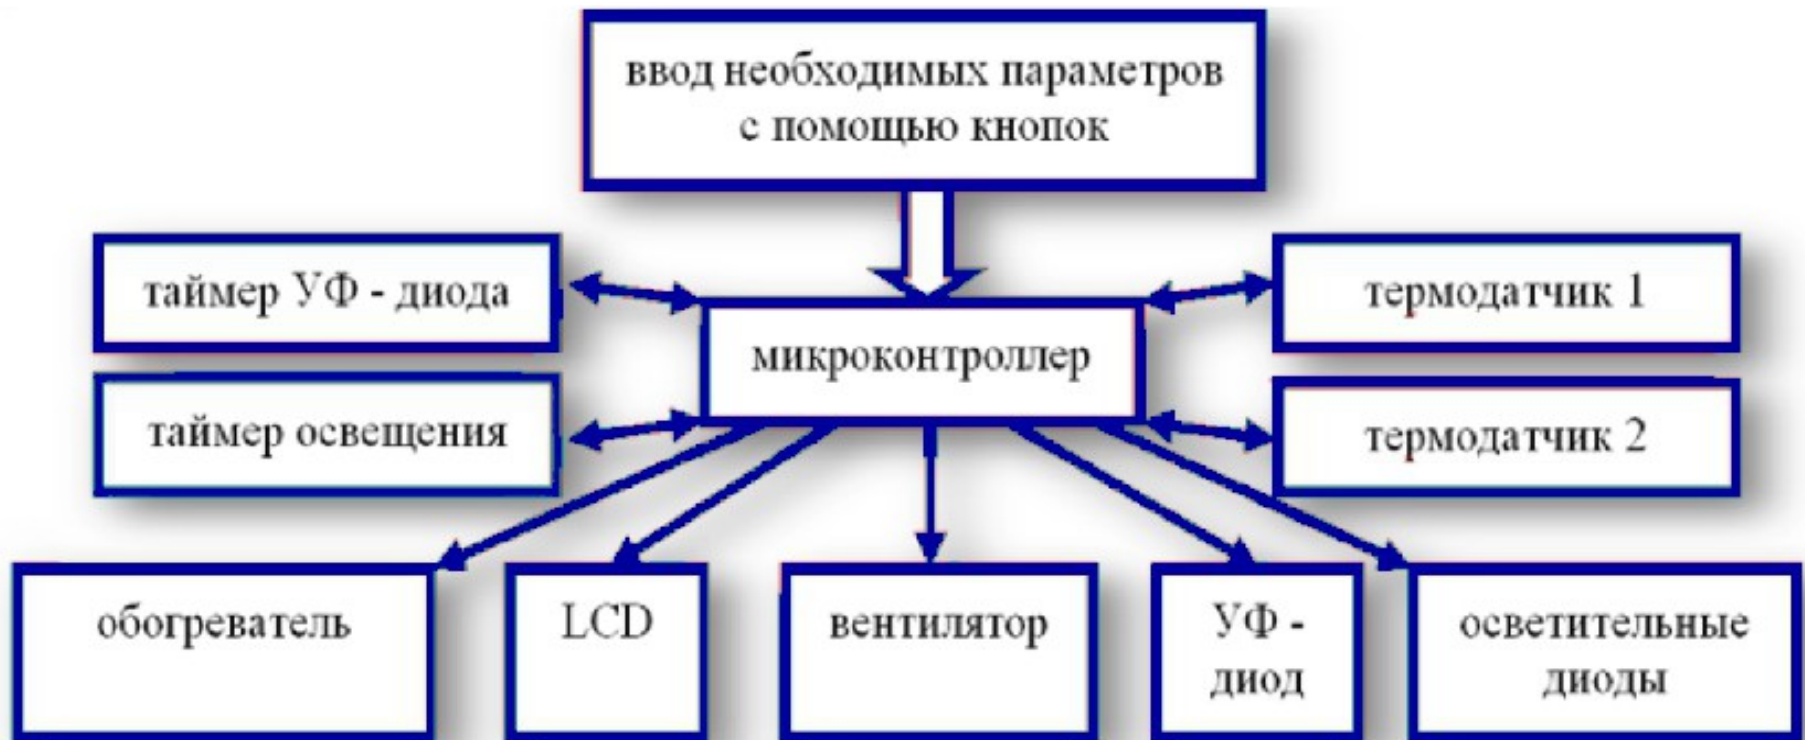 ввод необходимых параметров
с помощью кнопок
таймер УФ - диода
термодатчик 1
микроконтроллер
таймер освещения
термодатчик 2
обогреватель
LCD
вентилятор
УФ -
диод
осветительные
диоды